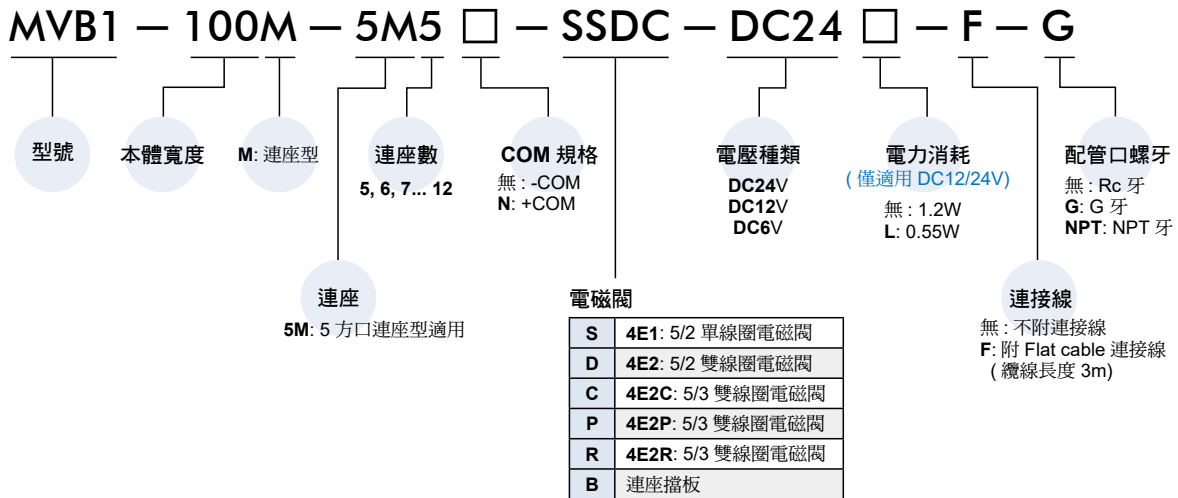 MVB1 — 100M — 5M5 □ — SSDC — DC24 □ — F — G
型號
本體寬度
M: 連座型
連座數
5, 6, 7... 12
COM 規格
無 : -COM
N: +COM
電壓種類
DC24V
DC12V
DC6V
電力消耗
( 僅適用 DC12/24V)
無 : 1.2W
L: 0.55W
配管口螺牙
無 : Rc 牙
G: G 牙
NPT: NPT 牙
連座
5M: 5 方口連座型適用
電磁閥
S 4E1: 5/2 單線圈電磁閥
D 4E2: 5/2 雙線圈電磁閥
C 4E2C: 5/3 雙線圈電磁閥
P 4E2P: 5/3 雙線圈電磁閥
R 4E2R: 5/3 雙線圈電磁閥
B 連座擋板
連接線
無 : 不附連接線
F: 附 Flat cable 連接線
( 纜線長度 3m)